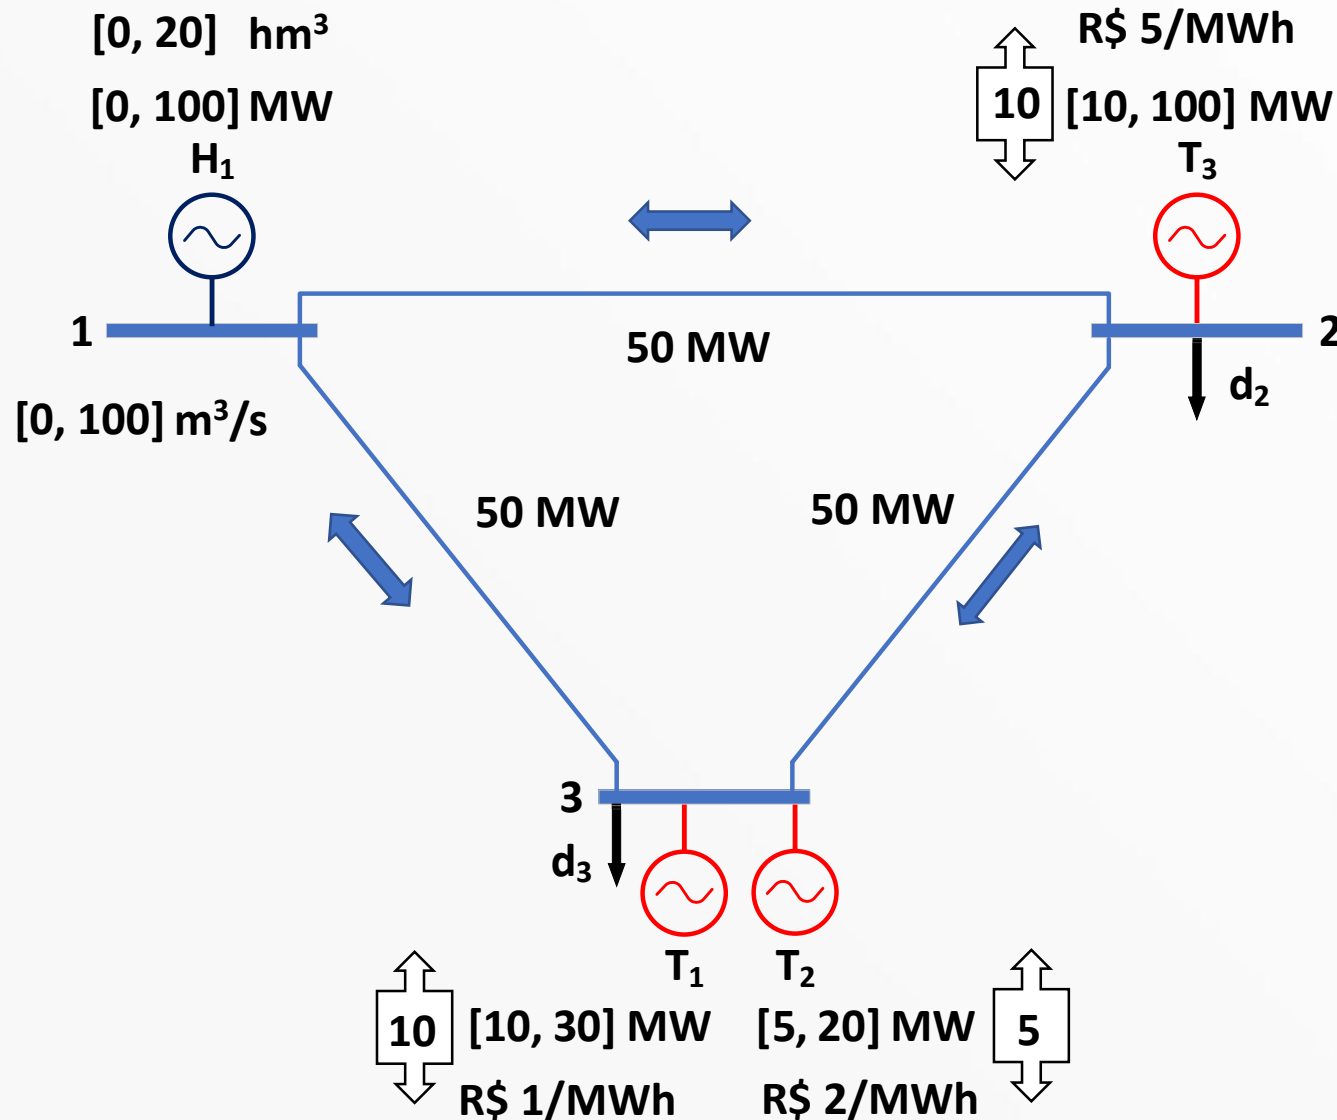 [0, 20] hm³
[0, 100] MW
H₁
R$ 5/MWh
10
[10, 100] MW
T₃
1
50 MW
2
d₂
[0, 100] m³/s
50 MW
50 MW
3
d₃
T₁
T₂
10
[10, 30] MW
[5, 20] MW
5
R$ 1/MWh
R$ 2/MWh